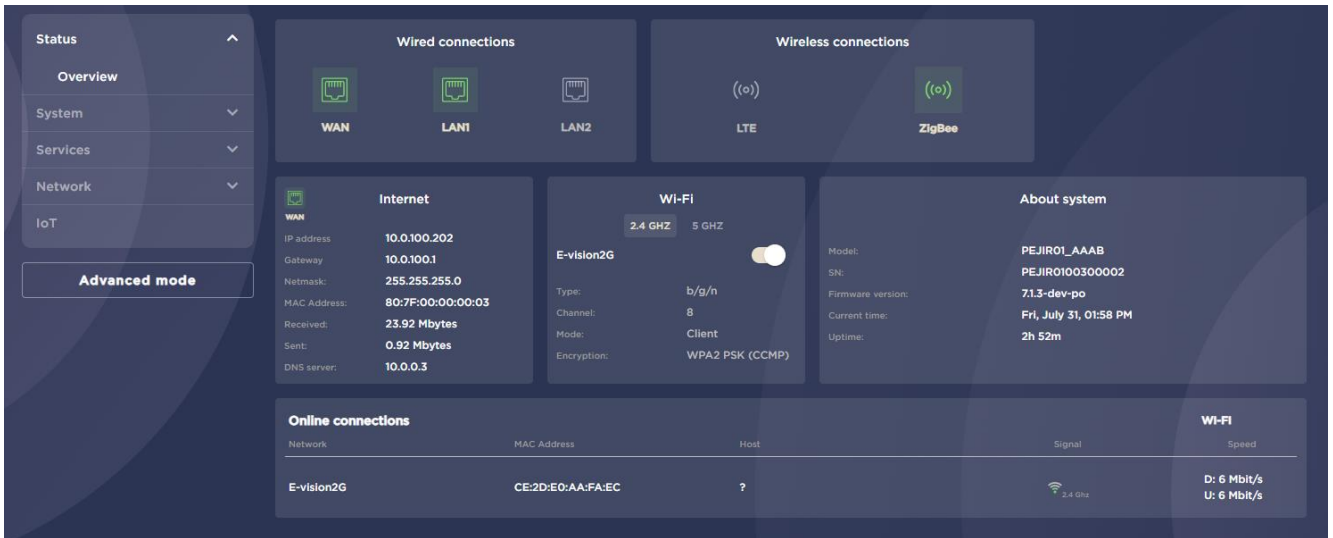 Status
Overview
System
Services
Network
IoT
Advanced mode
Wired connections
WAN
LAN1
LAN2
Wireless connections
LTE
ZigBee
WAN
Internet
IP address 10.0.100.202
Gateway 10.0.100.1
Netmask: 255.255.255.0
MAC Address: 80:7F:00:00:00:03
Received: 23.92 Mbytes
Sent: 0.92 Mbytes
DNS server: 10.0.0.3
Wi-Fi
2.4 GHZ 5 GHZ
E-vision2G
Type: b/g/n
Channel: 8
Mode: Client
Encryption: WPA2 PSK (CCMP)
About system
Model: PEJIR01_AAAB
SN: PEJIR0100300002
Firmware version: 7.1.3-dev-po
Current time: Fri, July 31, 01:58 PM
Uptime: 2h 52m
Online connections WI-FI
Network MAC Address Host Signal Speed
E-vision2G CE:2D:E0:AA:FA:EC ? 2.4 Ghz D: 6 Mbit/s
U: 6 Mbit/s